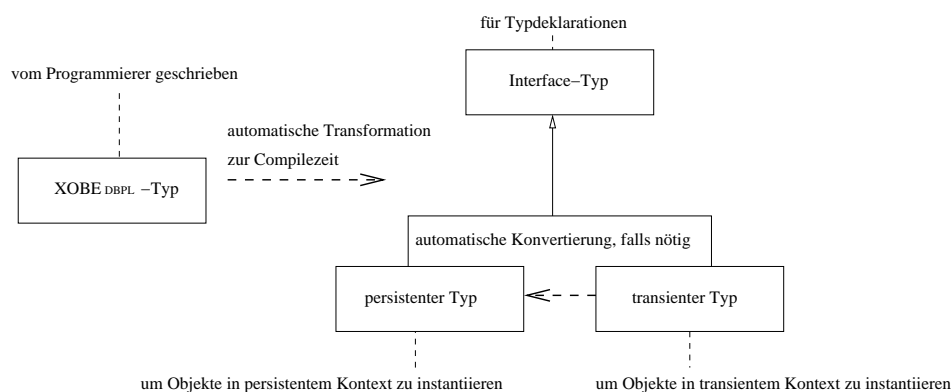 für Typdeklarationen
vom Programmierer geschrieben
Interface–Typ
automatische Transformation
zur Compilezeit
XOBE DBPL –Typ
automatische Konvertierung, falls nötig
persistenter Typ
transienter Typ
um Objekte in persistentem Kontext zu instantiieren
um Objekte in transientem Kontext zu instantiieren